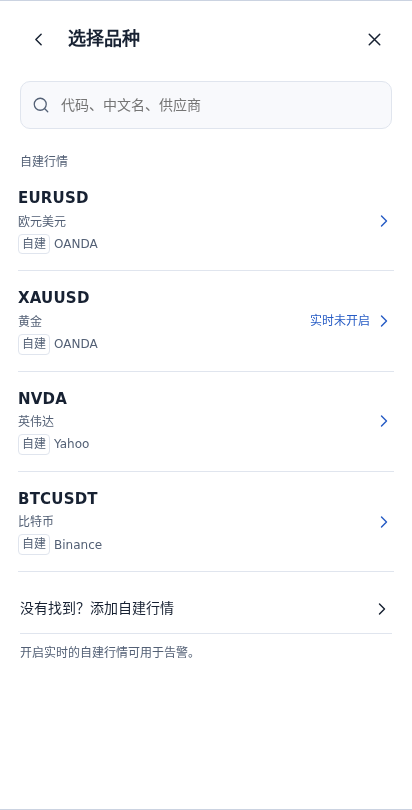 选择品种
代码、中文名、供应商
自建行情
EURUSD
欧元美元
自建 OANDA
XAUUSD
黄金
实时未开启
自建 OANDA
NVDA
英伟达
自建 Yahoo
BTCUSDT
比特币
自建 Binance
没有找到？添加自建行情
开启实时的自建行情可用于告警。